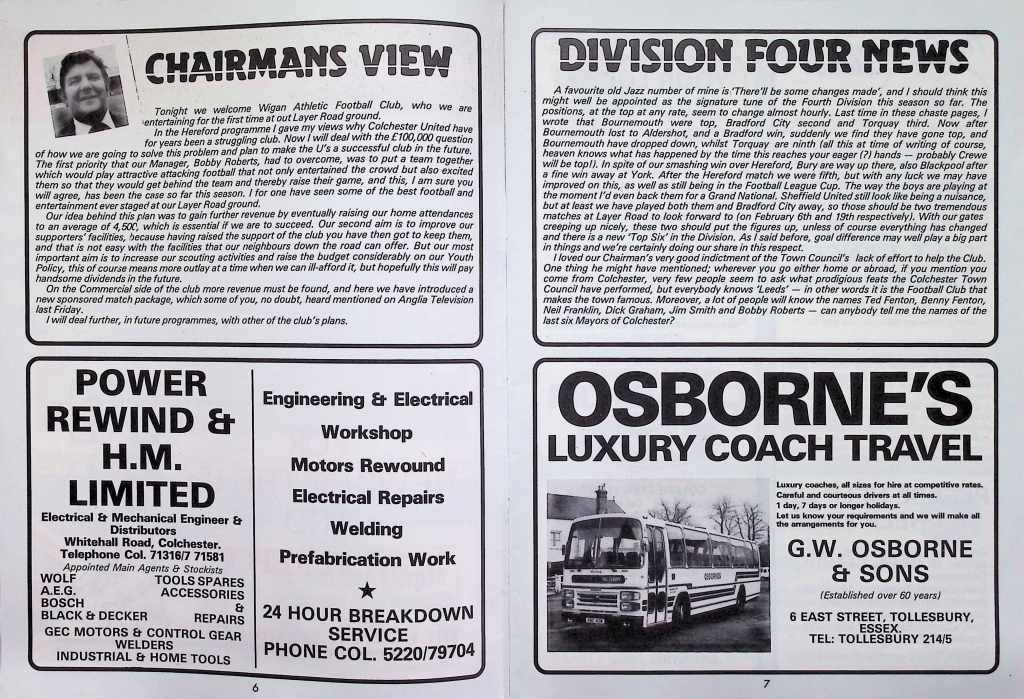 CHAIRMANS VIEW
Tonight we welcome Wigan Athletic Football Club, who we are
entertaining for the first time at out Layer Road ground.
In the Hereford programme I gave my views why Colchester United have
for years been a struggling club. Now I will deal with the £100,000 question
of how we are going to solve this problem and plan to make the U's a successful club in the future.
The first priority that our Manager, Bobby Roberts, had to overcome, was to put a team together
which would play attractive attacking football that not only entertained the crowd but also excited
them so that they would get behind the team and thereby raise their game, and this, I am sure you
will agree, has been the case so far this season. I for one have seen some of the best football and
entertainment ever staged at our Layer Road ground.
Our idea behind this plan was to gain further revenue by eventually raising our home attendances
to an average of 4,500, which is essential if we are to succeed. Our second aim is to improve our
supporters' facilities, because having raised the support of the club you have then got to keep them,
and that is not easy with the facilities that our neighbours down the road can offer. But our most
important aim is to increase our scouting activities and raise the budget considerably on our Youth
Policy, this of course means more outlay at a time when we can ill-afford it, but hopefully this will pay
handsome dividends in the future.
On the Commercial side of the club more revenue must be found, and here we have introduced a
new sponsored match package, which some of you, no doubt, heard mentioned on Anglia Television
last Friday.
I will deal further, in future programmes, with other of the club's plans.
POWER
REWIND &
H.M.
LIMITED
Electrical & Mechanical Engineer &
Distributors
Whitehall Road, Colchester.
Telephone Col. 71316/7 71581
Appointed Main Agents & Stockists
WOLF TOOLS SPARES
A.E.G. ACCESSORIES
BOSCH &
BLACK & DECKER REPAIRS
GEC MOTORS & CONTROL GEAR
WELDERS
INDUSTRIAL & HOME TOOLS
Engineering & Electrical
Workshop
Motors Rewound
Electrical Repairs
Welding
Prefabrication Work
24 HOUR BREAKDOWN
SERVICE
PHONE COL. 5220/79704
6
DIVISION FOUR NEWS
A favourite old Jazz number of mine is 'There'll be some changes made', and I should think this
might well be appointed as the signature tune of the Fourth Division this season so far. The
positions, at the top at any rate, seem to change almost hourly. Last time in these chaste pages, I
wrote that Bournemouth were top, Bradford City second and Torquay third. Now after
Bournemouth lost to Aldershot, and a Bradford win, suddenly we find they have gone top, and
Bournemouth have dropped down, whilst Torquay are ninth (all this at time of writing of course,
heaven knows what has happened by the time this reaches your eager (?) hands — probably Crewe
will be top!). In spite of our smashing win over Hereford, Bury are way up there, also Blackpool after
a fine win away at York. After the Hereford match we were fifth, but with any luck we may have
improved on this, as well as still being in the Football League Cup. The way the boys are playing at
the moment I'd even back them for a Grand National. Sheffield United still look like being a nuisance,
but at least we have played both them and Bradford City away, so those should be two tremendous
matches at Layer Road to look forward to (on February 6th and 19th respectively). With our gates
creeping up nicely, these two should put the figures up, unless of course everything has changed
and there is a new 'Top Six' in the Division. As I said before, goal difference may well play a big part
in things and we're certainly doing our share in this respect.
I loved our Chairman's very good indictment of the Town Council's lack of effort to help the Club.
One thing he might have mentioned; wherever you go either home or abroad, if you mention you
come from Colchester, very few people seem to ask what prodigious feats the Colchester Town
Council have performed, but everybody knows 'Leeds' — in other words it is the Football Club that
makes the town famous. Moreover, a lot of people will know the names Ted Fenton, Benny Fenton,
Neil Franklin, Dick Graham, Jim Smith and Bobby Roberts — can anybody tell me the names of the
last six Mayors of Colchester?
OSBORNE'S
LUXURY COACH TRAVEL
OSBORNES
Luxury coaches, all sizes for hire at competitive rates.
Careful and courteous drivers at all times.
1 day, 7 days or longer holidays.
Let us know your requirements and we will make all
the arrangements for you.
G.W. OSBORNE
& SONS
(Established over 60 years)
6 EAST STREET, TOLLESBURY,
ESSEX.
TEL: TOLLESBURY 214/5
7